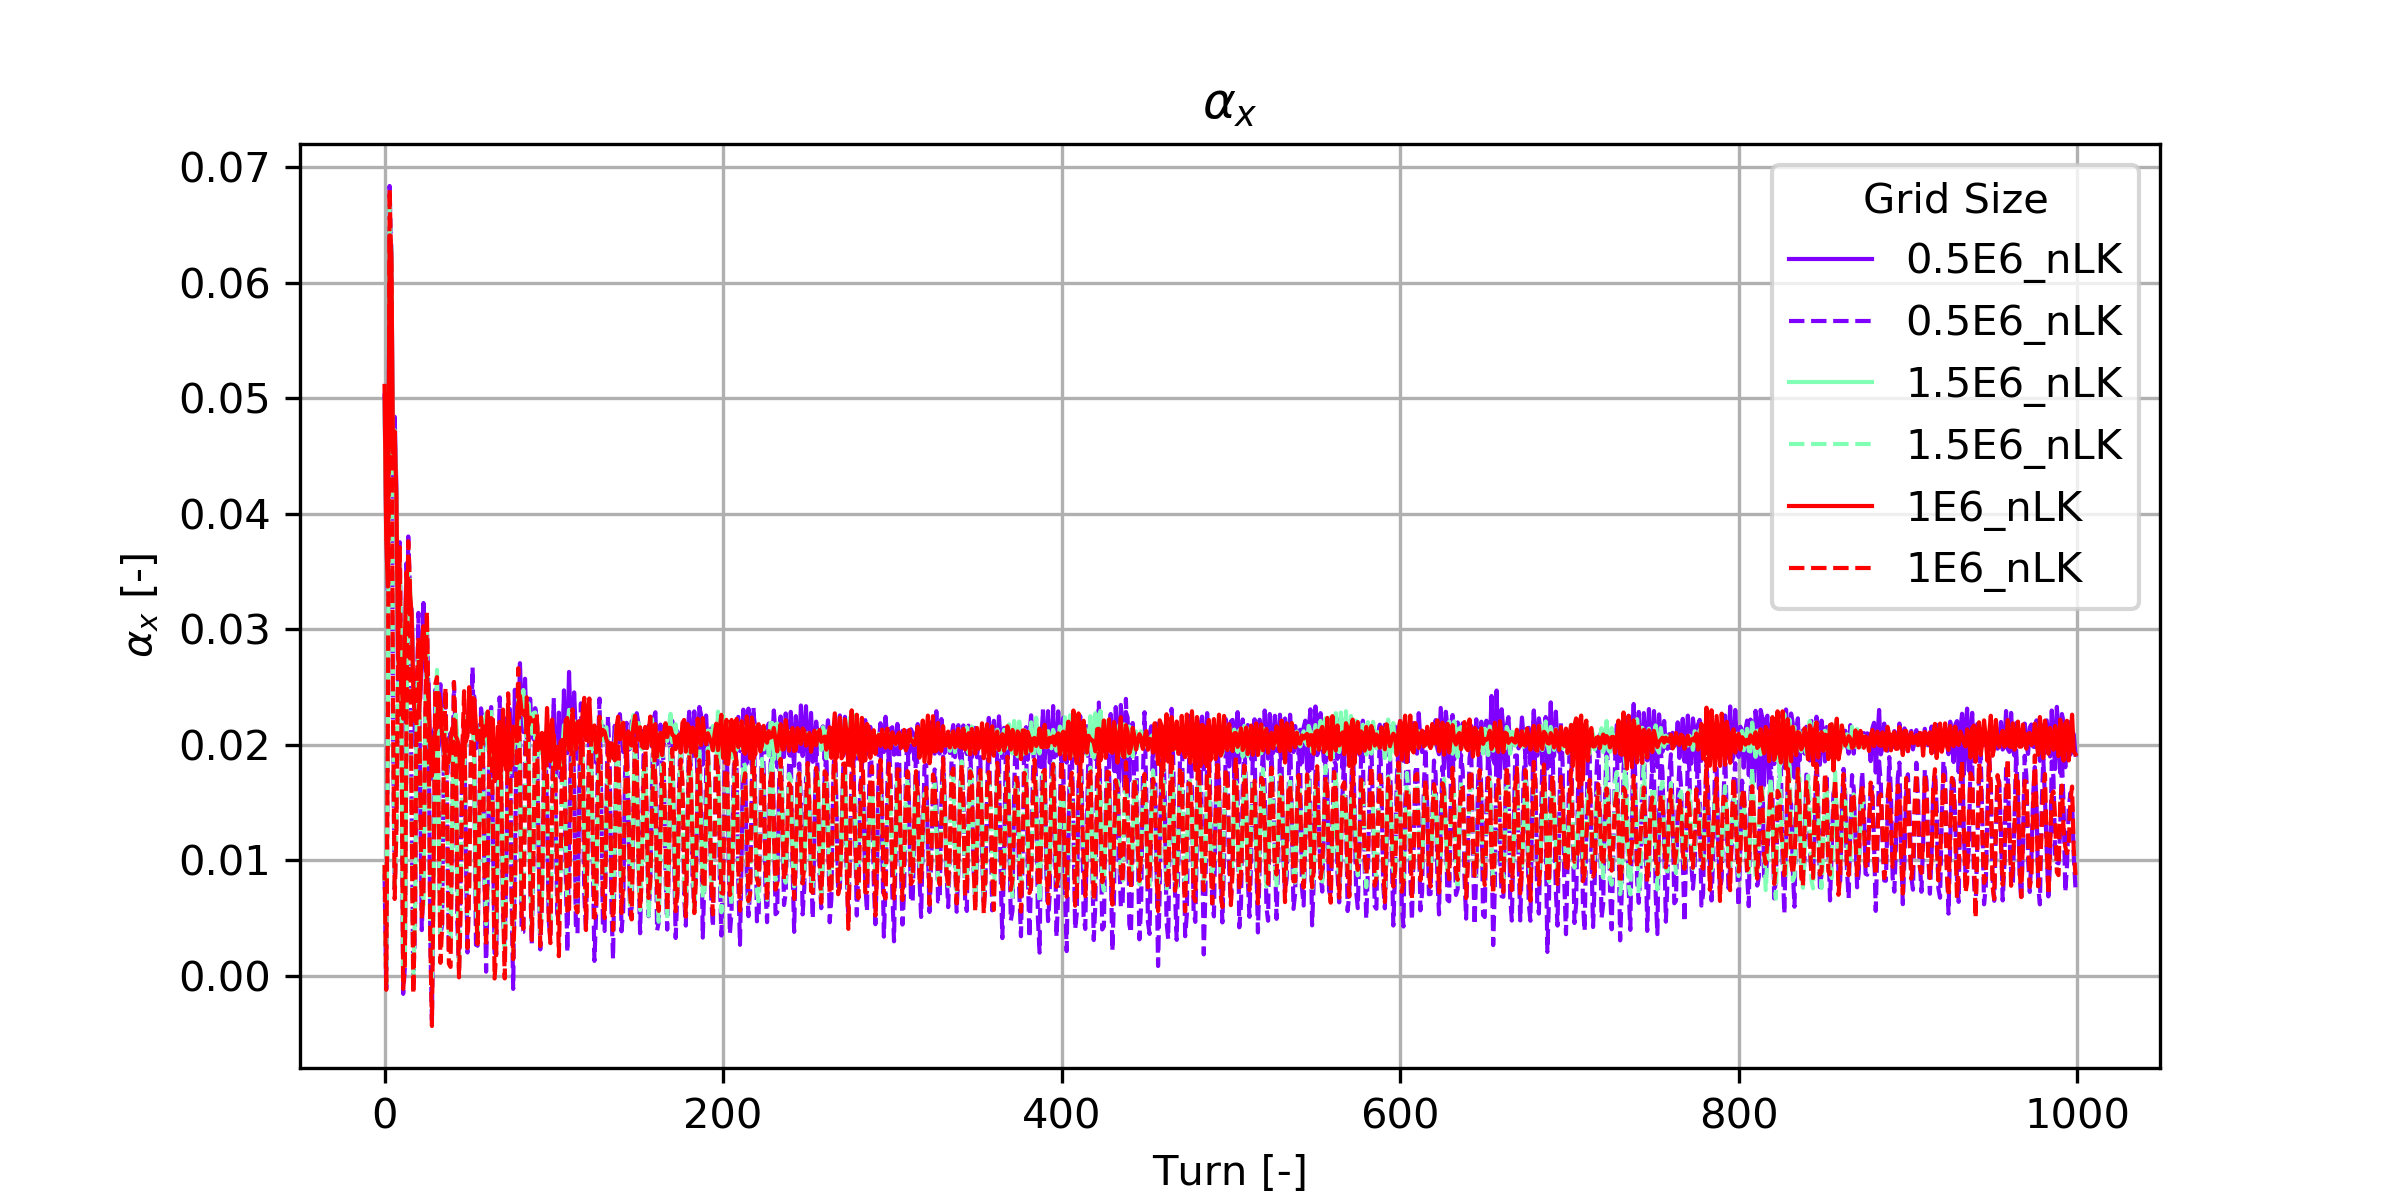 αx
0.07
0.06
0.05
0.04
0.03
0.02
0.01
0.00
αx [-]
Grid Size
0.5E6_nLK
0.5E6_nLK
1.5E6_nLK
1.5E6_nLK
1E6_nLK
1E6_nLK
0 200 400 600 800 1000
Turn [-]